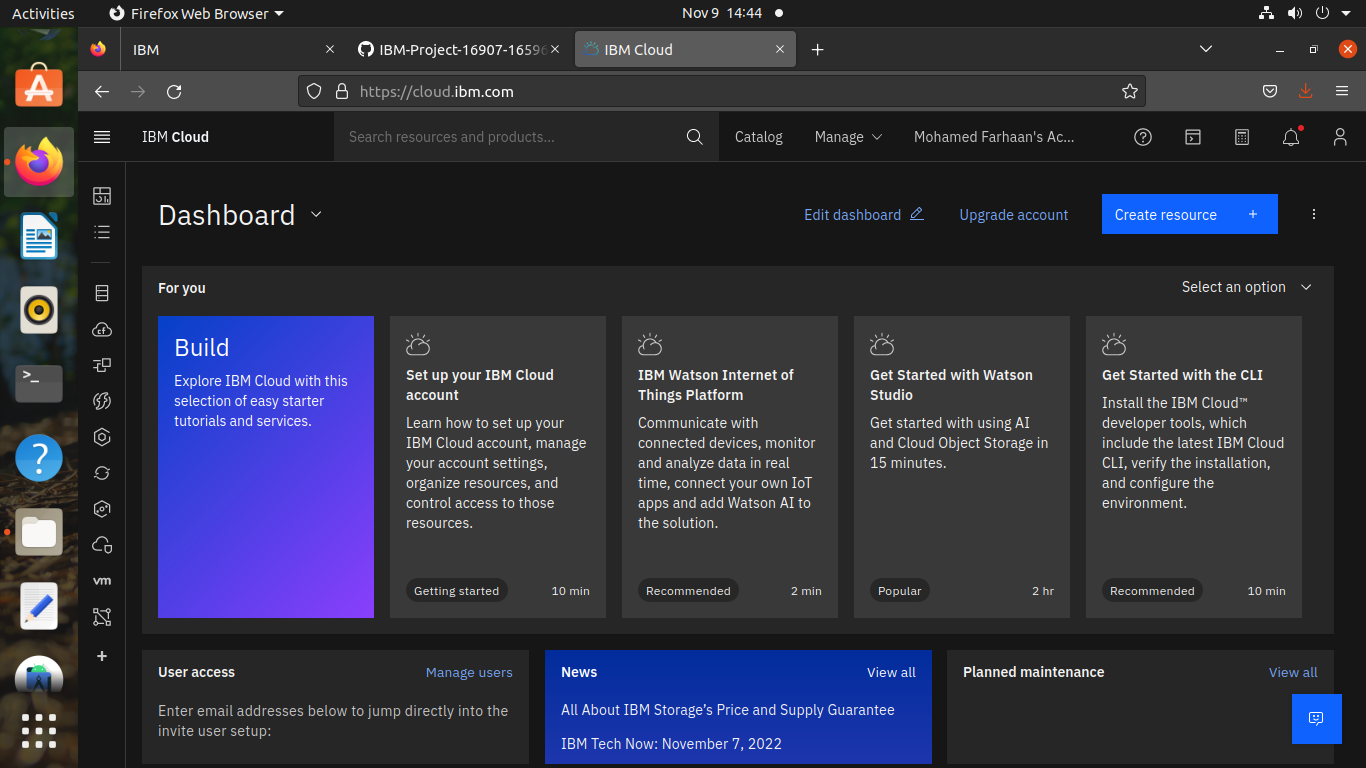 Activities
Firefox Web Browser
Nov 9 14:44
IBM
IBM-Project-16907-16596
IBM Cloud
https://cloud.ibm.com
IBM Cloud
Search resources and products...
Catalog
Manage
Mohamed Farhaan's Ac...
Dashboard
Edit dashboard
Upgrade account
Create resource +
For you
Select an option
Build
Explore IBM Cloud with this
selection of easy starter
tutorials and services.
Set up your IBM Cloud
account
Learn how to set up your
IBM Cloud account, manage
your account settings,
organize resources, and
control access to those
resources.
Getting started
10 min
IBM Watson Internet of
Things Platform
Communicate with
connected devices, monitor
and analyze data in real
time, connect your own IoT
apps and add Watson AI to
the solution.
Recommended
2 min
Get Started with Watson
Studio
Get started with using AI
and Cloud Object Storage in
15 minutes.
Popular
2 hr
Get Started with the CLI
Install the IBM Cloud™
developer tools, which
include the latest IBM Cloud
CLI, verify the installation,
and configure the
environment.
Recommended
10 min
vm
User access
Manage users
Enter email addresses below to jump directly into the
invite user setup:
News
View all
All About IBM Storage’s Price and Supply Guarantee
IBM Tech Now: November 7, 2022
Planned maintenance
View all